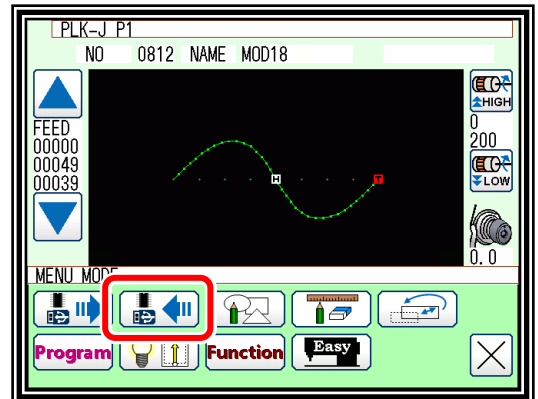 PLK-J P1
NO 0812 NAME MOD18
HIGH
FEED
0
00000
200
00049
00039
LOW
H
T
0.0
MENU MODE
Program
Function
Easy